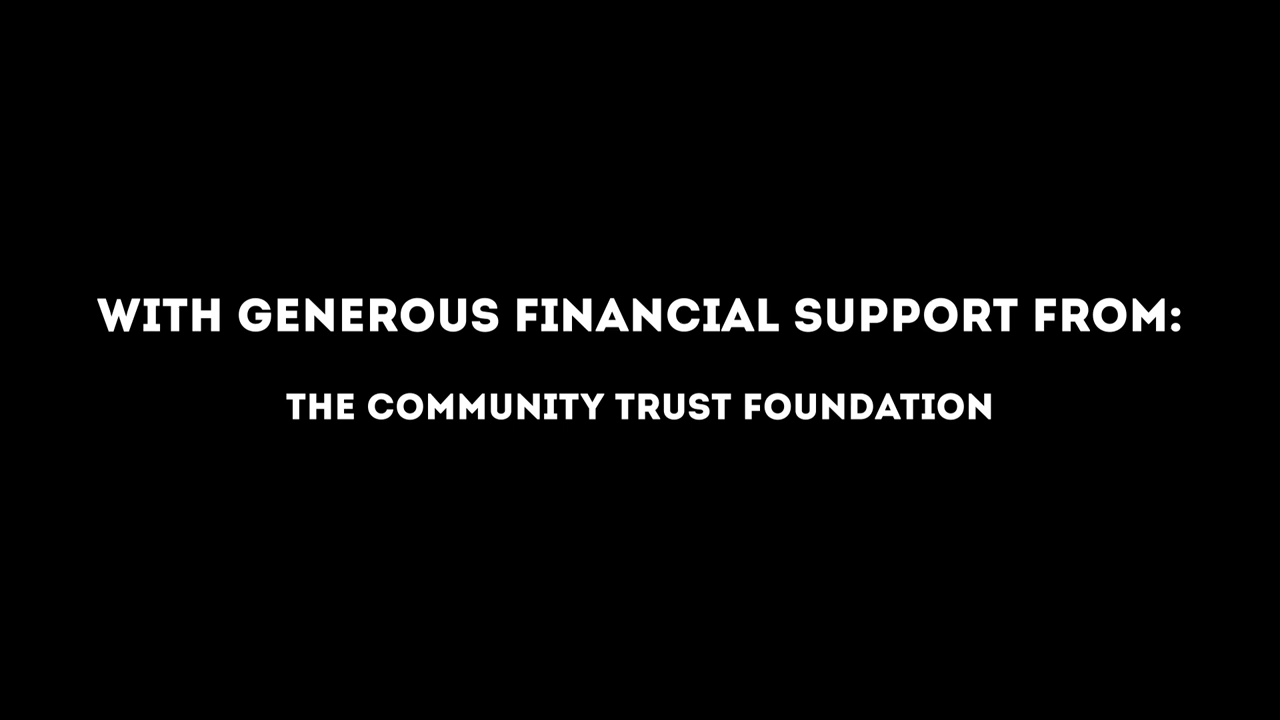 WITH GENEROUS FINANCIAL SUPPORT FROM:
THE COMMUNITY TRUST FOUNDATION